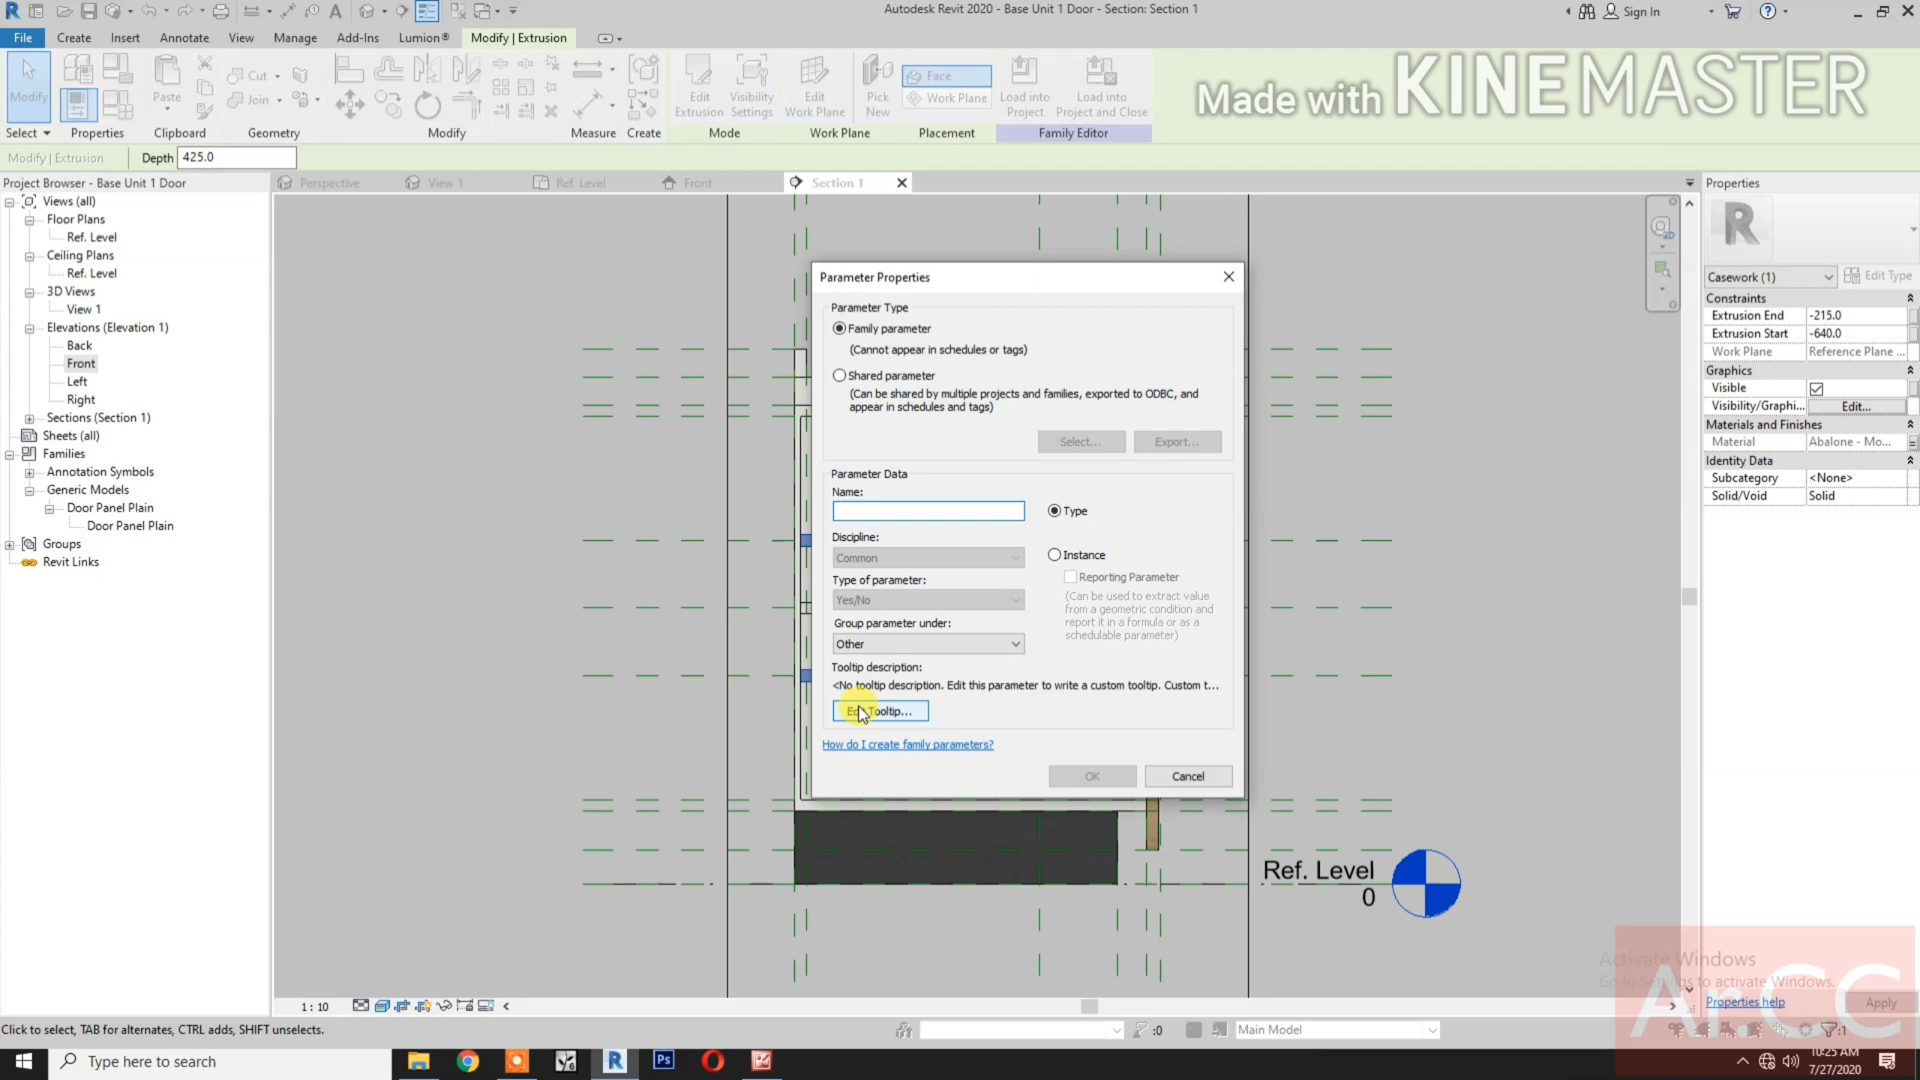 Autodesk Revit 2020 - Base Unit 1 Door - Section: Section 1
Sign In
File Create Insert Annotate View Manage Add-Ins Lumion® Modify | Extrusion
Modify
Paste
Cut
Join
Edit Extrusion
Visibility Settings
Edit Work Plane
Pick New
Face
Work Plane
Load into Project
Load into Project and Close
Select Properties Clipboard Geometry Modify Measure Create Mode Work Plane Placement Family Editor
Made with KINEMASTER
Modify | Extrusion
Depth 425.0
Project Browser - Base Unit 1 Door
Perspective
View 1
Ref. Level
Front
Section 1
Views (all)
Floor Plans
Ref. Level
Ceiling Plans
Ref. Level
3D Views
View 1
Elevations (Elevation 1)
Back
Front
Left
Right
Sections (Section 1)
Sheets (all)
Families
Annotation Symbols
Generic Models
Door Panel Plain
Door Panel Plain
Groups
Revit Links
Parameter Properties
Parameter Type
Family parameter
(Cannot appear in schedules or tags)
Shared parameter
(Can be shared by multiple projects and families, exported to ODBC, and
appear in schedules and tags)
Select...
Export...
Parameter Data
Name:
Type
Discipline:
Common
Instance
Type of parameter:
Reporting Parameter
Yes/No
(Can be used to extract value
from a geometric condition and
report it in a formula or as a
schedulable parameter)
Group parameter under:
Other
Tooltip description:
<No tooltip description. Edit this parameter to write a custom tooltip. Custom t...
Edit Tooltip...
How do I create family parameters?
OK
Cancel
Ref. Level
0
Properties
R
Casework (1)
Edit Type
Constraints
Extrusion End -215.0
Extrusion Start -640.0
Work Plane Reference Plane ...
Graphics
Visible
Visibility/Graphi... Edit...
Materials and Finishes
Material Abalone - Mo...
Identity Data
Subcategory <None>
Solid/Void Solid
Activate Windows
Go to Settings to activate Windows.
ArCC
Properties help
Apply
1 : 10
Click to select, TAB for alternates, CTRL adds, SHIFT unselects.
:0
Main Model
:1
Type here to search
10:25 AM
7/27/2020